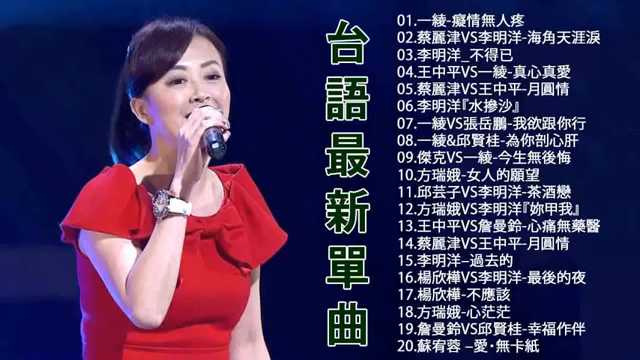 台語最新單曲
01.一綾-癡情無人疼
02.蔡麗津VS李明洋-海角天涯淚
03.李明洋_不得已
04.王中平VS一綾-真心真愛
05.蔡麗津VS王中平-月圓情
06.李明洋『水摻沙』
07.一綾VS張岳鵬-我欲跟你行
08.一綾&邱賢桂-為你剖心肝
09.傑克VS一綾-今生無後悔
10.方瑞娥-女人的願望
11.邱芸子VS李明洋-茶酒戀
12.方瑞娥VS李明洋『妳甲我』
13.王中平VS詹曼鈴-心痛無藥醫
14.蔡麗津VS王中平-月圓情
15.李明洋–過去的
16.楊欣樺VS李明洋-最後的夜
17.楊欣樺-不應該
18.方瑞娥-心茫茫
19.詹曼鈴VS邱賢桂-幸福作伴
20.蘇宥蓉 –愛･無卡紙